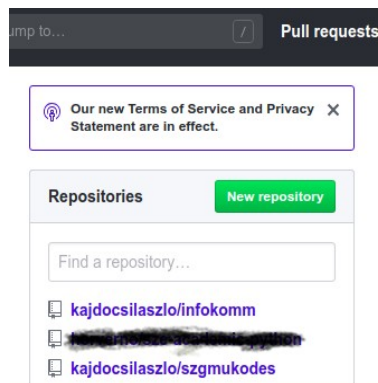 ump to...
/
Pull requests
Our new Terms of Service and Privacy
Statement are in effect.
Repositories
New repository
Find a repository...
kajdocsilaszlo/infokomm
kajdocsilaszlo/szgmukodes